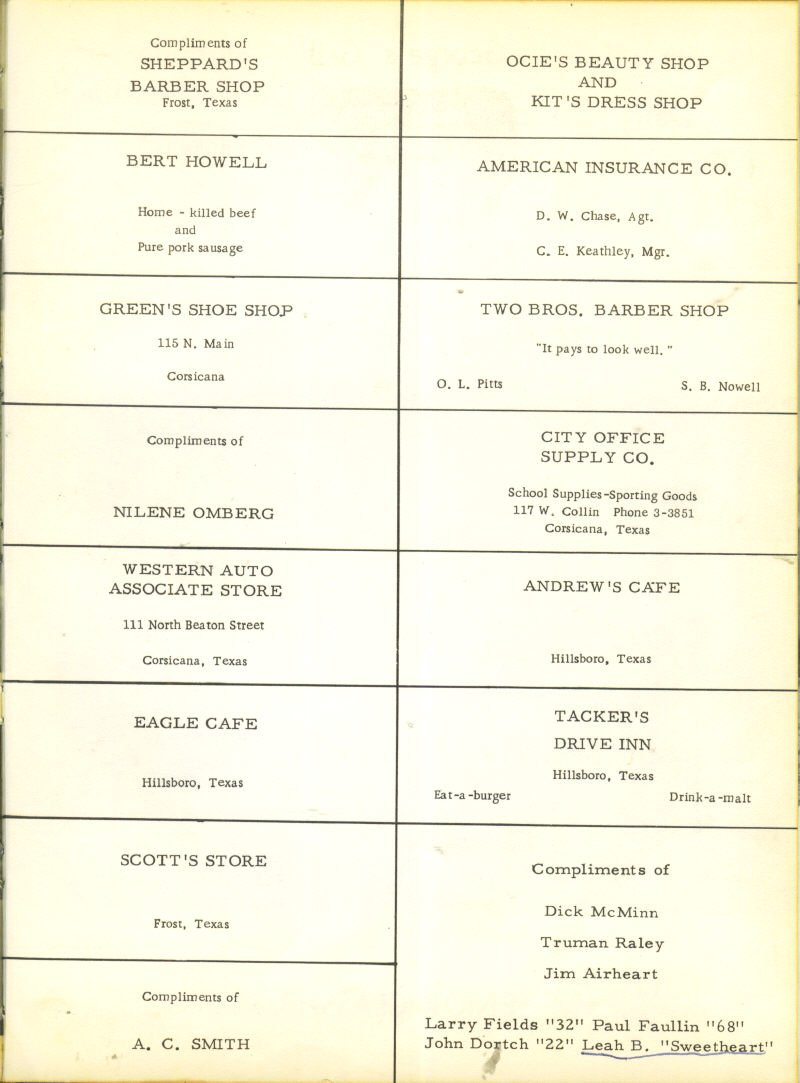 Compliments of
SHEPPARD'S
BARBER SHOP
Frost, Texas
OCIE'S BEAUTY SHOP
AND
KIT'S DRESS SHOP
BERT HOWELL
Home - killed beef
and
Pure pork sausage
AMERICAN INSURANCE CO.
D. W. Chase, Agt.
C. E. Keathley, Mgr.
GREEN'S SHOE SHOP
115 N. Main
Corsicana
TWO BROS. BARBER SHOP
"It pays to look well."
O. L. Pitts S. B. Nowell
Compliments of
NILENE OMBERG
CITY OFFICE
SUPPLY CO.
School Supplies-Sporting Goods
117 W. Collin Phone 3-3851
Corsicana, Texas
WESTERN AUTO
ASSOCIATE STORE
111 North Beaton Street
Corsicana, Texas
ANDREW'S CAFE
Hillsboro, Texas
EAGLE CAFE
Hillsboro, Texas
TACKER'S
DRIVE INN
Hillsboro, Texas
Eat-a-burger Drink-a-malt
SCOTT'S STORE
Frost, Texas
Compliments of
A. C. SMITH
Compliments of
Dick McMinn
Truman Raley
Jim Airheart
Larry Fields "32" Paul Faullin "68"
John Dortch "22" Leah B. "Sweetheart"